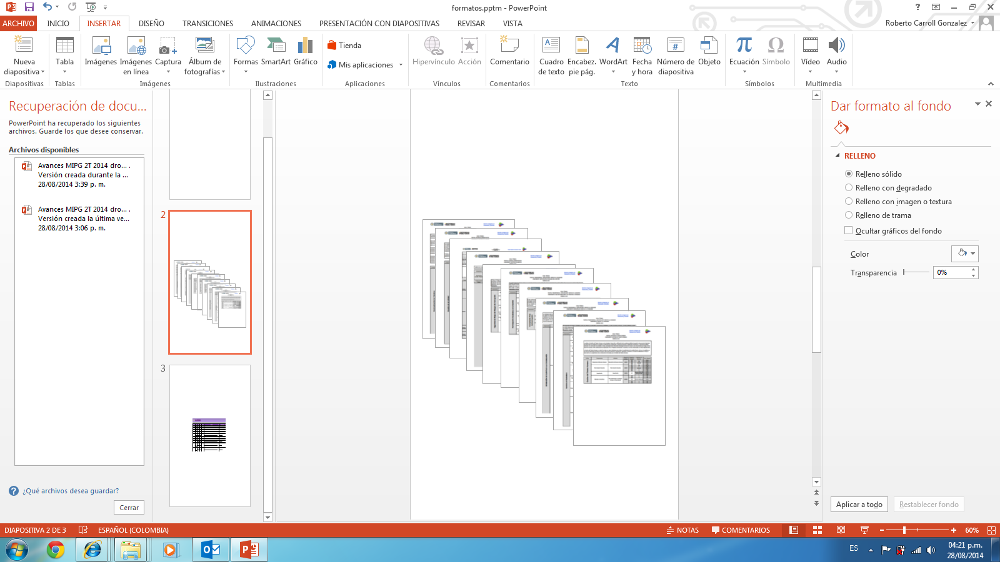 formatos.pptm - PowerPoint
ARCHIVO INICIO INSERTAR DISEÑO TRANSICIONES ANIMACIONES PRESENTACIÓN CON DIAPOSITIVAS REVISAR VISTA
Roberto Carroll Gonzalez
Nueva diapositiva
Tabla
Imágenes
Imágenes en línea
Captura
Álbum de fotografías
Formas
SmartArt
Gráfico
Tienda
Mis aplicaciones
Hipervínculo
Acción
Comentario
Cuadro de texto
Encabez. pie pág.
WordArt
Fecha y hora
Número de diapositiva
Objeto
Ecuación
Símbolo
Vídeo
Audio
Diapositivas Tablas Imágenes Ilustraciones Aplicaciones Vínculos Comentarios Texto Símbolos Multimedia
Recuperación de docu...
PowerPoint ha recuperado los siguientes
archivos. Guarde los que desee conservar.
Archivos disponibles
Avances MIPG 2T 2014 dro... .
Versión creada durante la ...
28/08/2014 3:39 p. m.
Avances MIPG 2T 2014 dro... .
Versión creada la última ve...
28/08/2014 3:06 p. m.
¿Qué archivos desea guardar?
Cerrar
2
3
Dar formato al fondo
RELLENO
Relleno sólido
Relleno con degradado
Relleno con imagen o textura
Relleno de trama
Ocultar gráficos del fondo
Color
Transparencia 0%
Aplicar a todo Restablecer fondo
DIAPOSITIVA 2 DE 3 ESPAÑOL (COLOMBIA) NOTAS COMENTARIOS 60%
ES
04:21 p.m.
28/08/2014